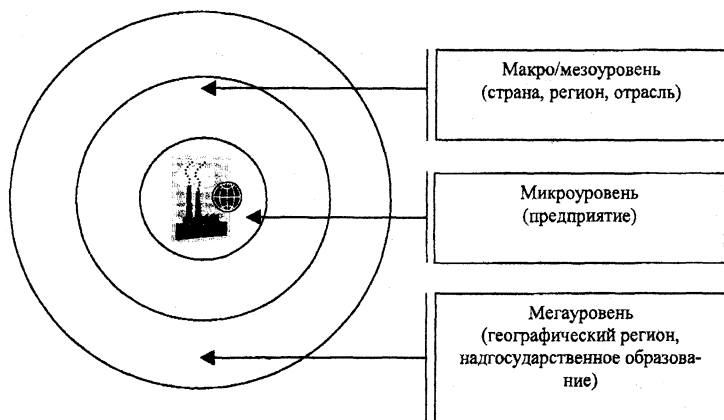 Макро/мезоуровень
(страна, регион, отрасль)
Микроуровень
(предприятие)
Мегауровень
(географический регион,
надгосударственное образова-
ние)